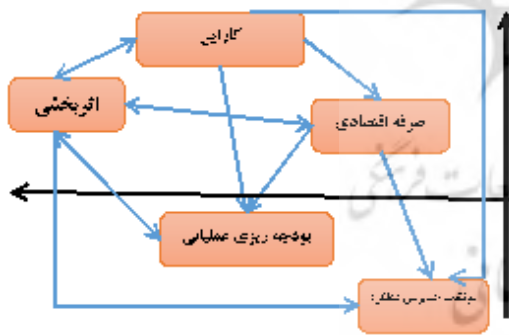 کارایی
اثربخشی
صرفه اقتصادی
بودجه ریزی عملیاتی